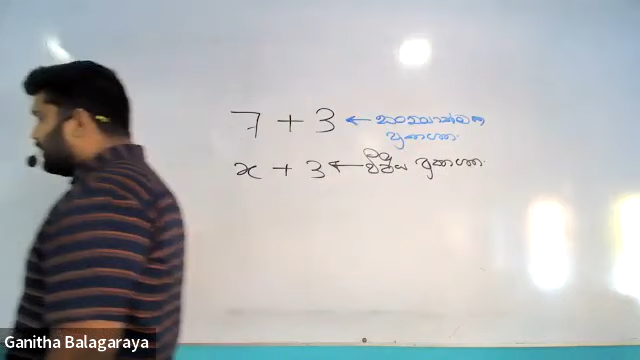 7 + 3 ← සංඛ්‍යාත්මක
ප්‍රකාශන
x + 3 ← වීජීය ප්‍රකාශන
Ganitha Balagaraya